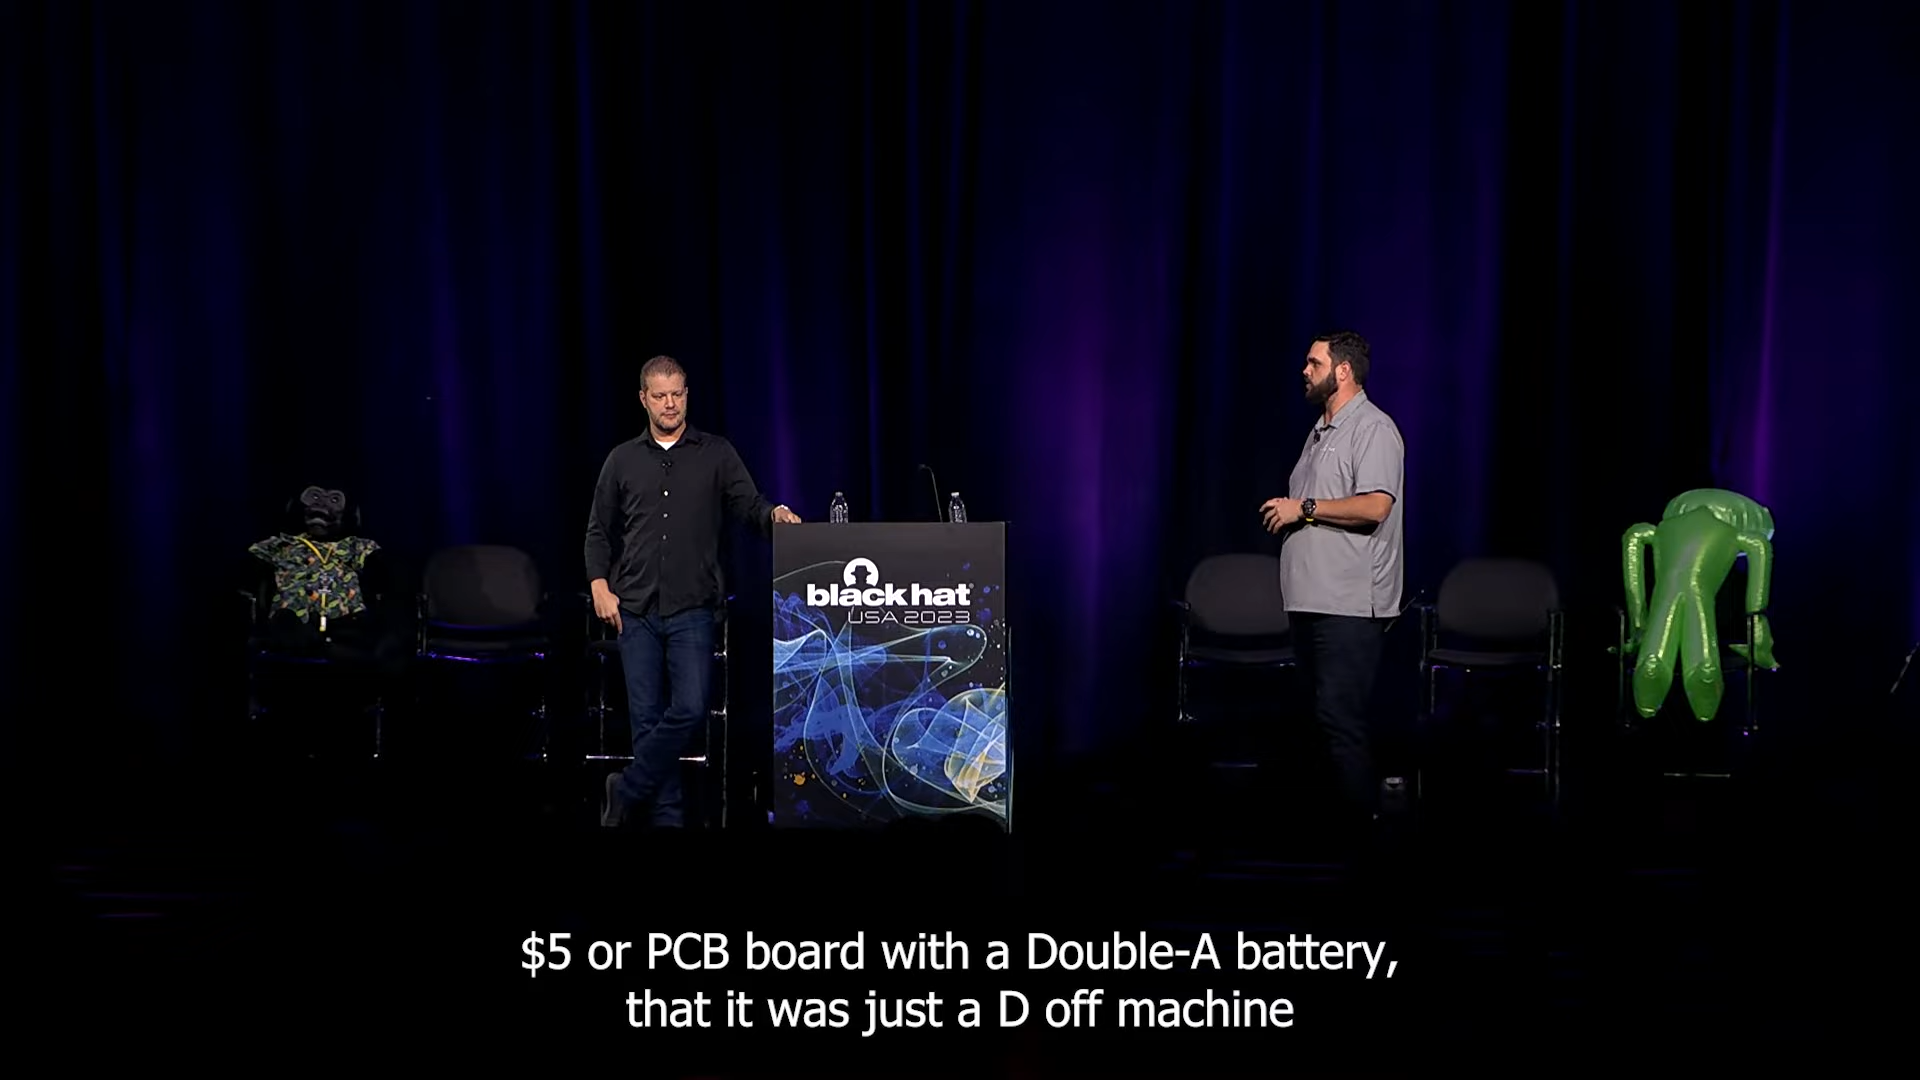 black hat
USA 2023
$5 or PCB board with a Double-A battery,
that it was just a D off machine